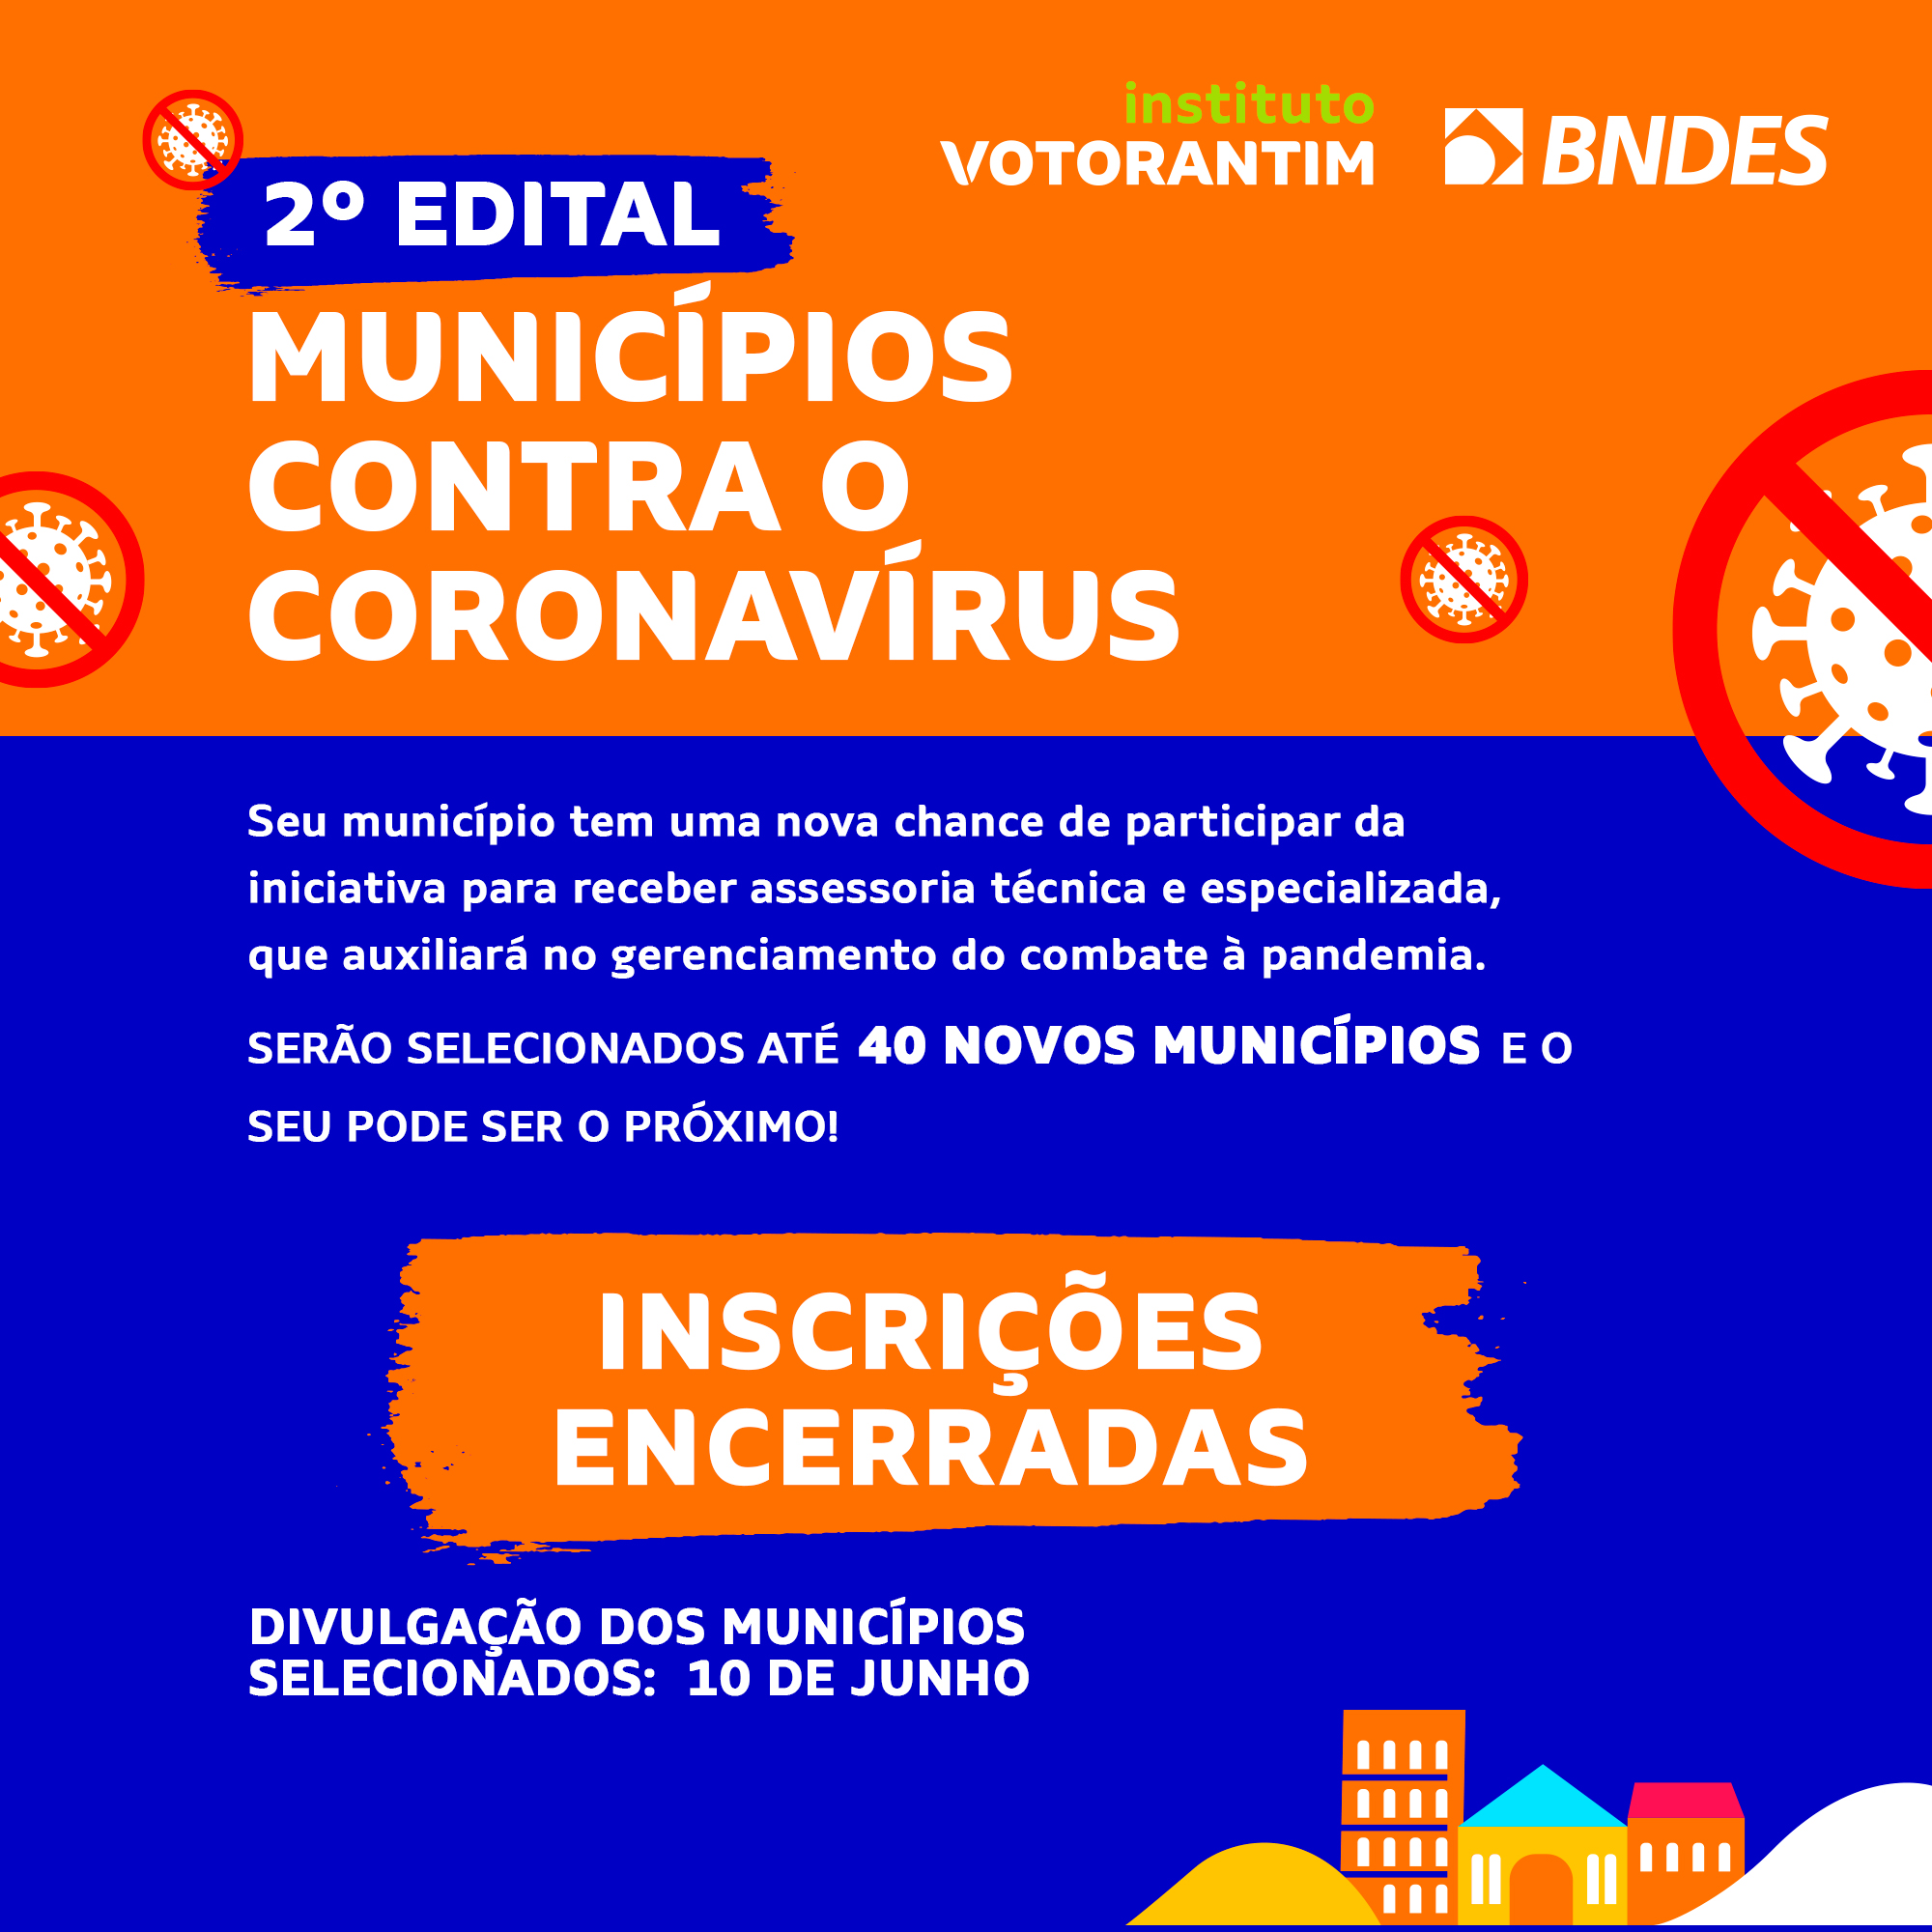 instituto
VOTORANTIM
BNDES
2º EDITAL
MUNICÍPIOS
CONTRA O
CORONAVÍRUS
Seu município tem uma nova chance de participar da
iniciativa para receber assessoria técnica e especializada,
que auxiliará no gerenciamento do combate à pandemia.
SERÃO SELECIONADOS ATÉ 40 NOVOS MUNICÍPIOS E O
SEU PODE SER O PRÓXIMO!
INSCRIÇÕES
ENCERRADAS
DIVULGAÇÃO DOS MUNICÍPIOS
SELECIONADOS: 10 DE JUNHO